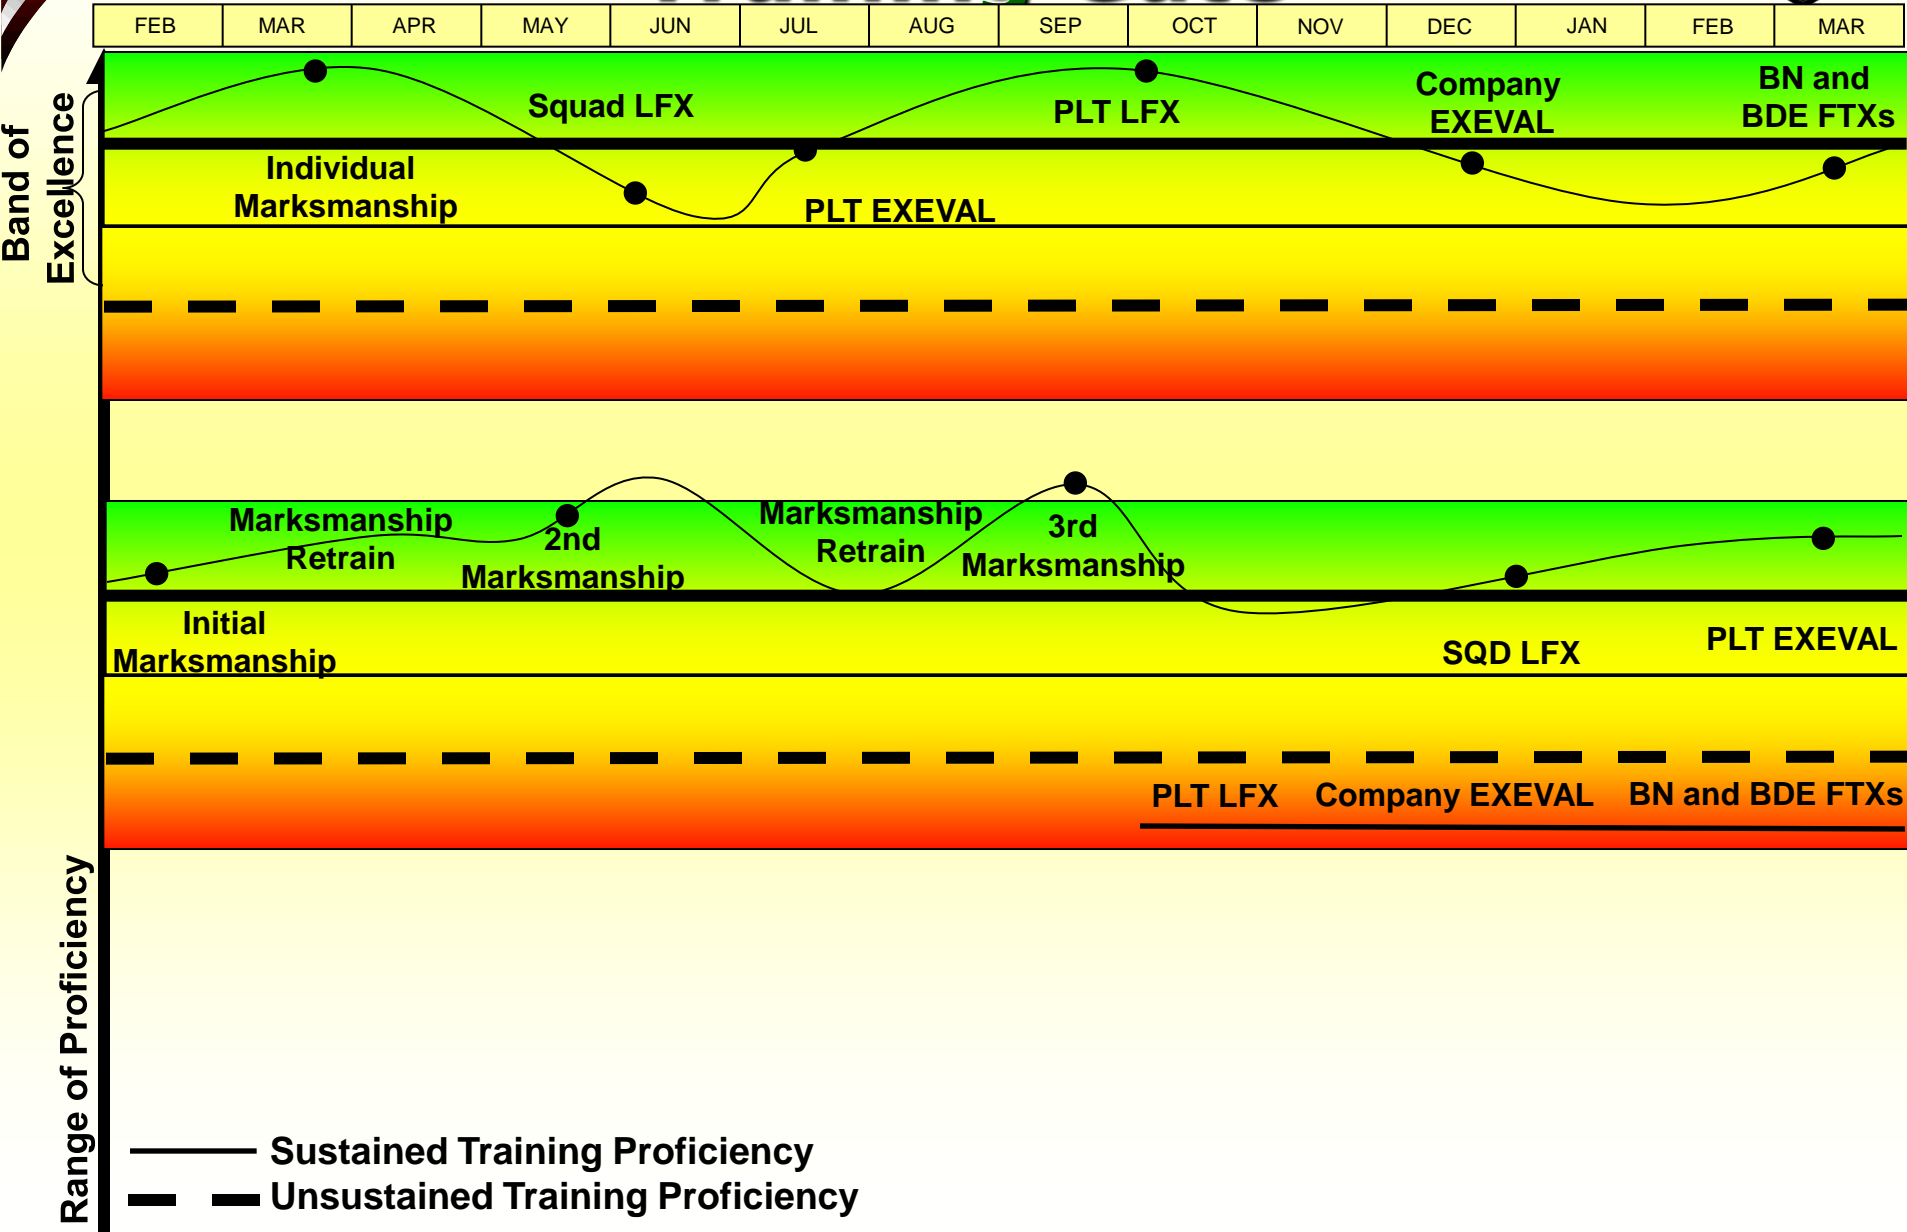 FEB MAR APR MAY JUN JUL AUG SEP OCT NOV DEC JAN FEB MAR
Band of
Excellence
Squad LFX
PLT LFX
Company
EXEVAL
BN and
BDE FTXs
Individual
Marksmanship
PLT EXEVAL
Marksmanship
Retrain
2nd
Marksmanship
Marksmanship
Retrain
3rd
Marksmanship
Initial
Marksmanship
SQD LFX
PLT EXEVAL
PLT LFX
Company EXEVAL
BN and BDE FTXs
Range of Proficiency
Sustained Training Proficiency
Unsustained Training Proficiency